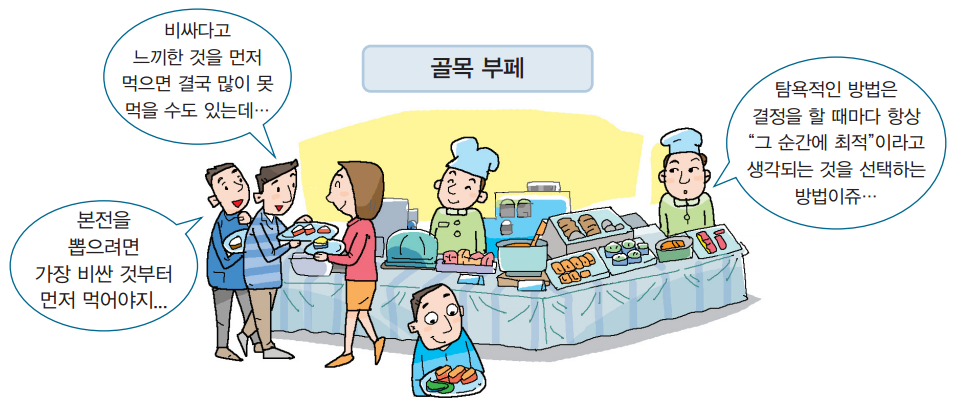 비싸다고
느끼한 것을 먼저
먹으면 결국 많이 못
먹을 수도 있는데…
골목 부페
탐욕적인 방법은
결정을 할 때마다 항상
“그 순간에 최적”이라고
생각되는 것을 선택하는
방법이쥬…
본전을
뽑으려면
가장 비싼 것부터
먼저 먹어야지...